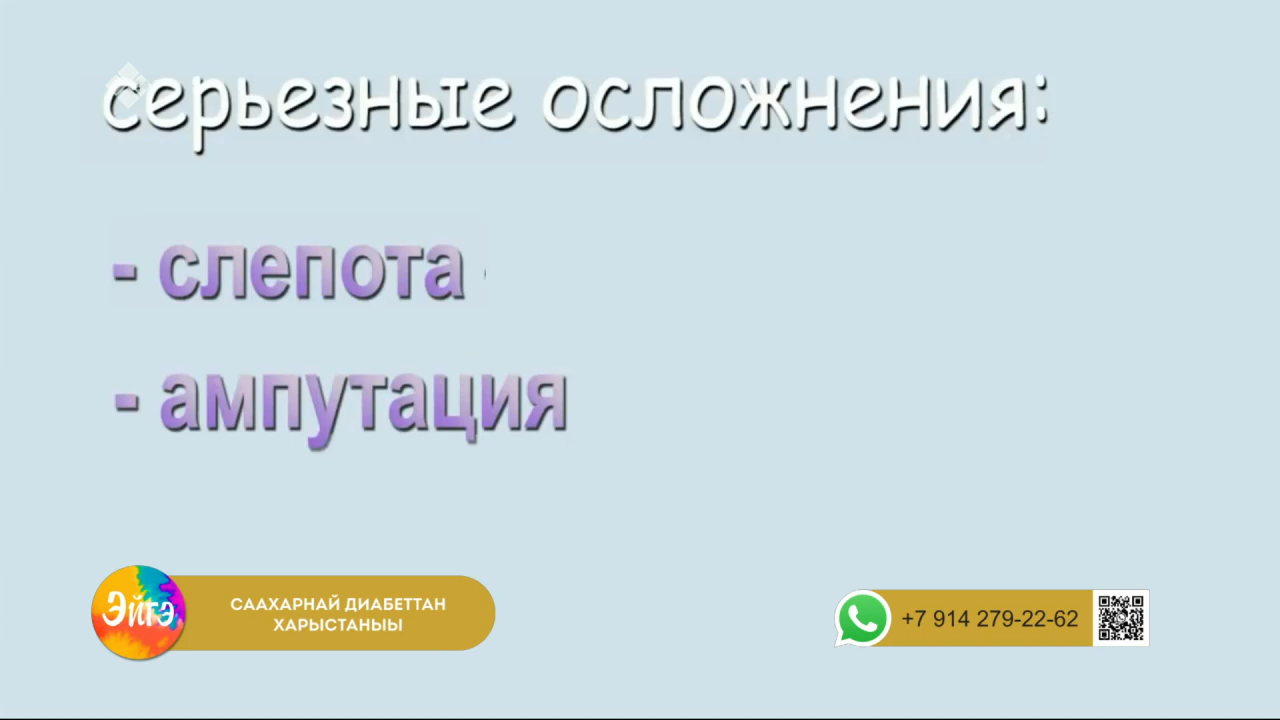 серьезные осложнения:
- слепота
- ампутация
Эйгэ
СААХАРНАЙ ДИАБЕТТАН
ХАРЫСТАНЫЫ
+7 914 279-22-62